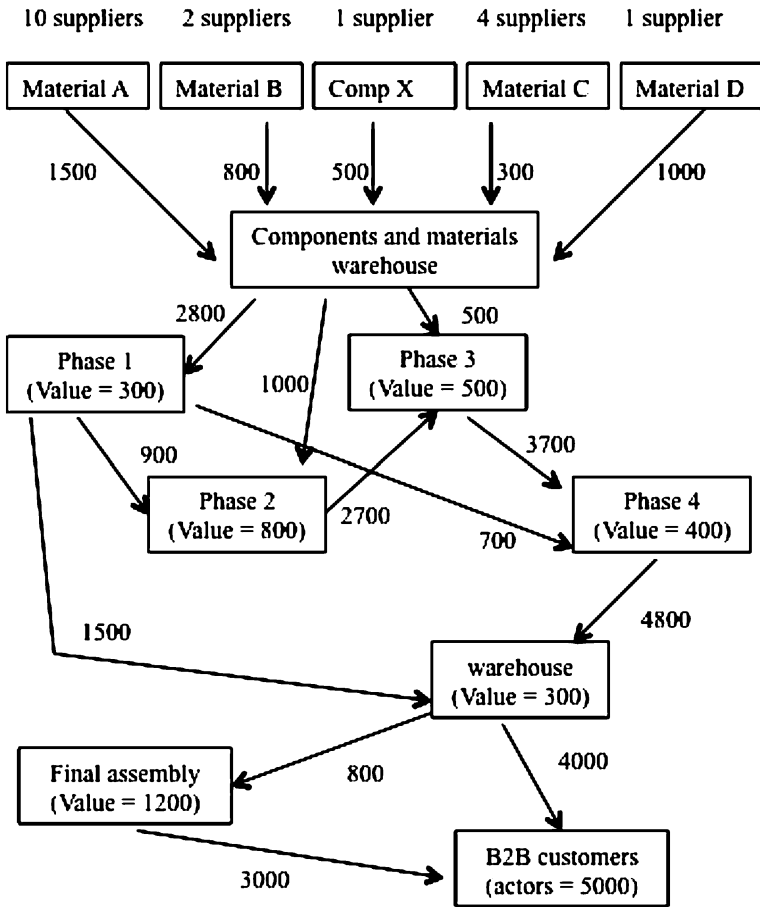 10 suppliers
2 suppliers
1 supplier
4 suppliers
1 supplier
Material A
Material B
Comp X
Material C
Material D
1500
800
500
300
1000
Components and materials
warehouse
2800
500
Phase 1
(Value = 300)
1000
Phase 3
(Value = 500)
900
3700
Phase 2
(Value = 800)
2700
700
Phase 4
(Value = 400)
1500
4800
warehouse
(Value = 300)
Final assembly
(Value = 1200)
800
4000
3000
B2B customers
(actors = 5000)